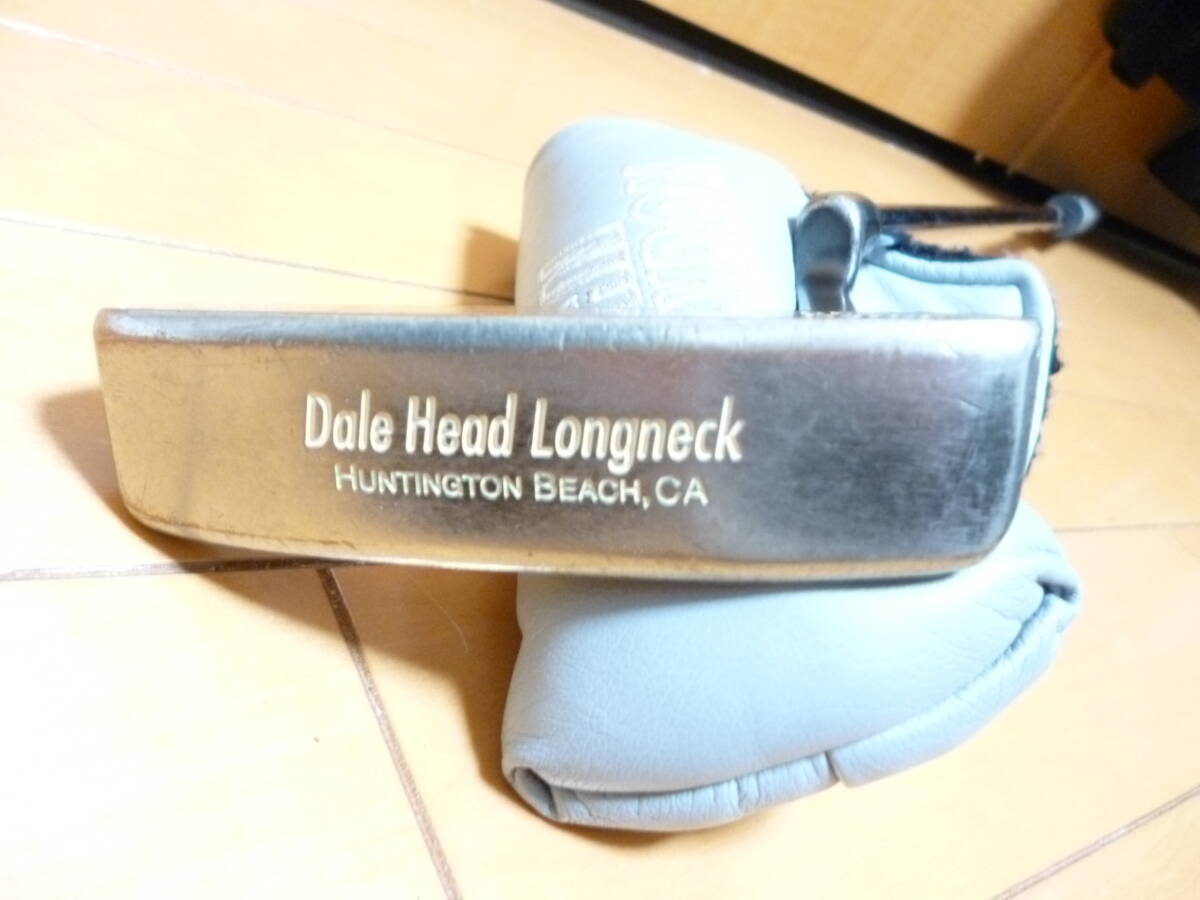 Dale Head Longneck
HUNTINGTON BEACH, CA